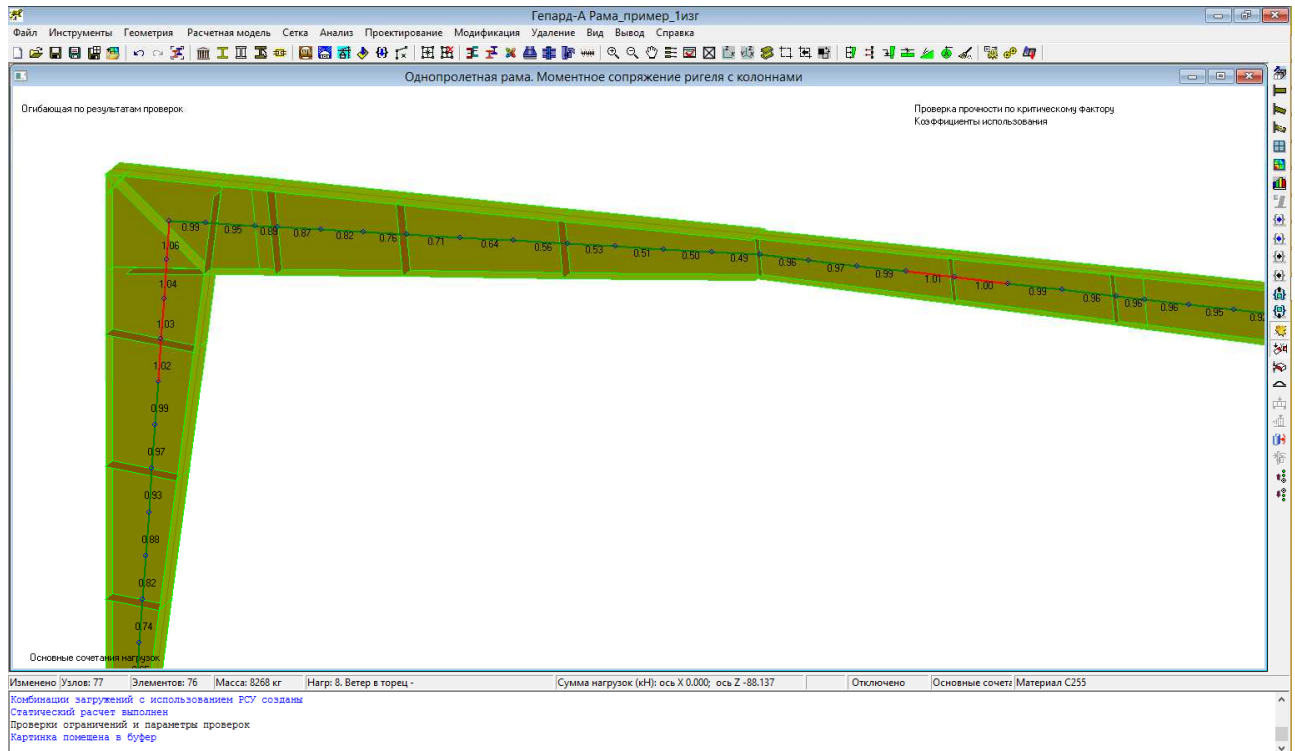 Гепард-А Рама_пример_1изг
Файл Инструменты Геометрия Расчетная модель Сетка Анализ Проектирование Модификация Удаление Вид Вывод Справка
Однопролетная рама. Моментное сопряжение ригеля с колоннами
Огибающая по результатам проверок
Проверка прочности по критическому фактору
Коэффициенты использования
0.99 0.95 0.89 0.87 0.82 0.76 0.71 0.64 0.56 0.53 0.51 0.50 0.49 0.96 0.97 0.99 1.01 1.00 0.99 0.96 0.96 0.96 0.95
1.06
1.04
1.03
1.02
0.99
0.97
0.93
0.88
0.82
0.74
Основные сочетания нагрузок
Изменено Узлов: 77 Элементов: 76 Масса: 8268 кг Нагр: 8. Ветер в торец - Сумма нагрузок (кН): ось X 0.000; ось Z -88.137 Отключено Основные сочета Материал С255
Комбинации загружений с использованием РСУ созданы
Статический расчет выполнен
Проверки ограничений и параметры проверок
Картинка помещена в буфер